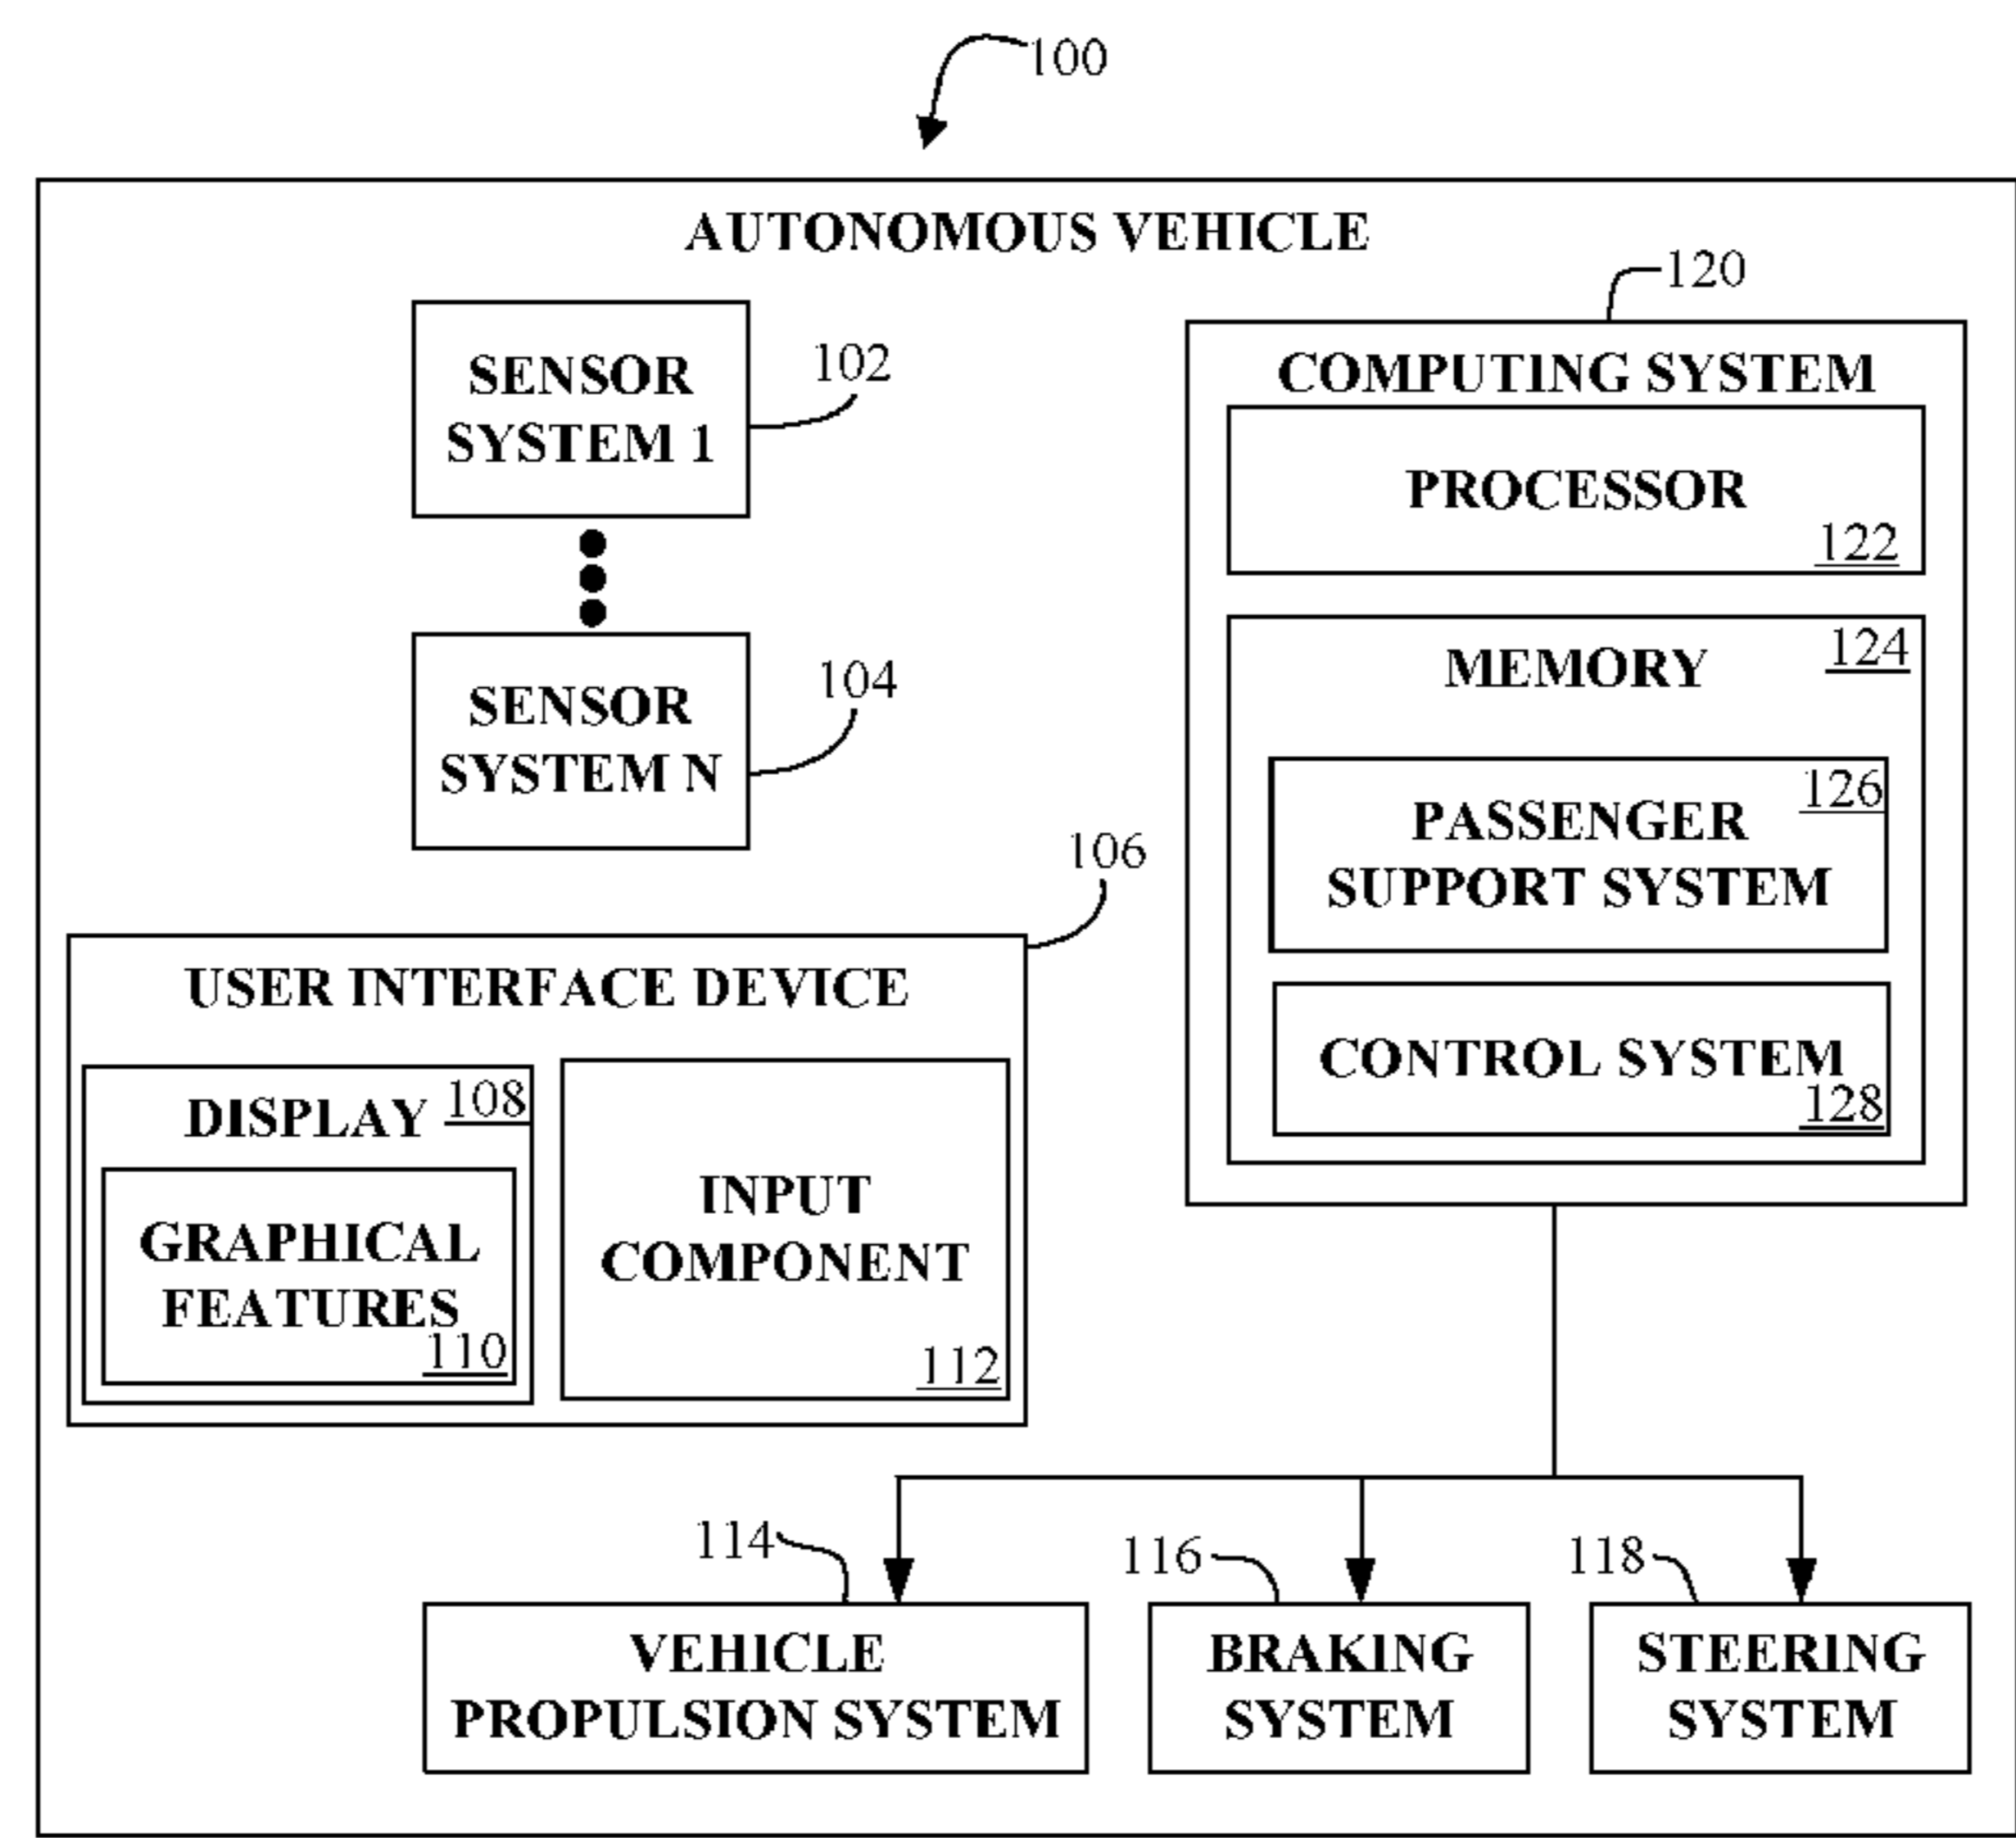 100
AUTONOMOUS VEHICLE
SENSOR
SYSTEM 1
102
SENSOR
SYSTEM N
104
106
USER INTERFACE DEVICE
DISPLAY 108
GRAPHICAL
FEATURES
110
INPUT
COMPONENT
112
120
COMPUTING SYSTEM
PROCESSOR
122
MEMORY 124
126
PASSENGER
SUPPORT SYSTEM
CONTROL SYSTEM
128
114
VEHICLE
PROPULSION SYSTEM
116
BRAKING
SYSTEM
118
STEERING
SYSTEM